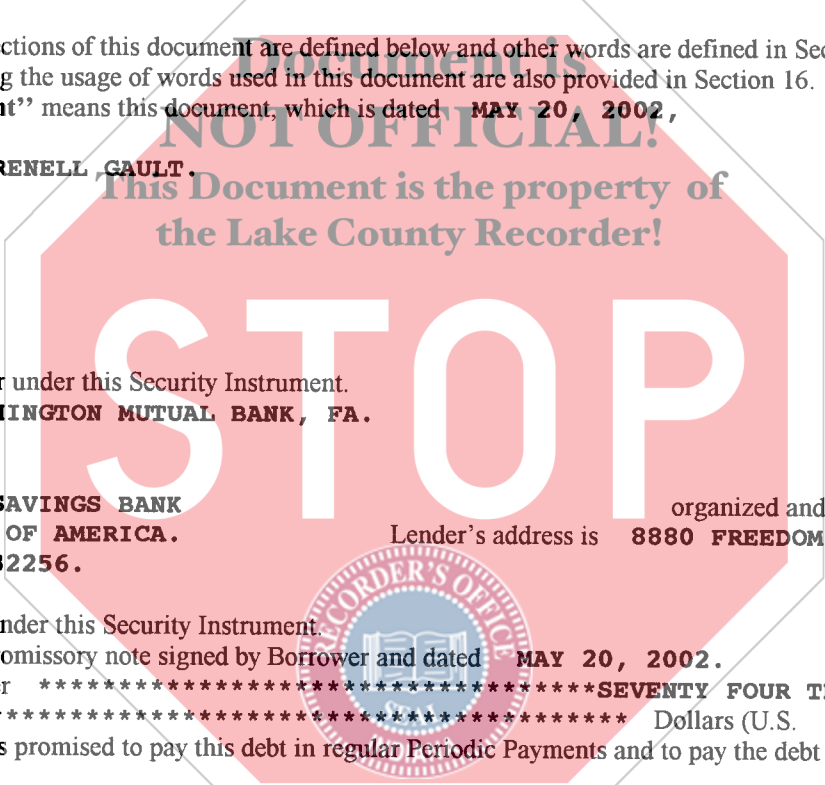 ctions of this document are defined below and other words are defined in Sec
Document is
g the usage of words used in this document are also provided in Section 16.
nt” means this document, which is dated MAY 20, 2002,
NOT OFFICIAL!
RENELL GAULT.
This Document is the property of
the Lake County Recorder!
STOP
r under this Security Instrument.
HINGTON MUTUAL BANK, FA.
SAVINGS BANK
organized and
OF AMERICA. Lender’s address is 8880 FREEDOM
32256.
RECORDER'S OFFICE
nder this Security Instrument.
omissory note signed by Borrower and dated MAY 20, 2002.
er ***********************************SEVENTY FOUR T
*************************************** Dollars (U.S.
SEAL
s promised to pay this debt in regular Periodic Payments and to pay the debt